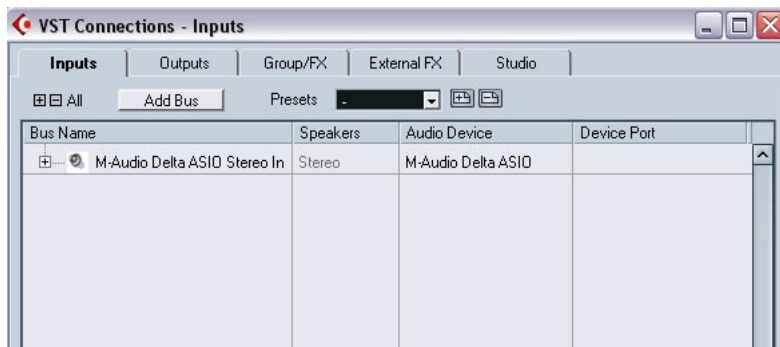 VST Connections - Inputs
Inputs Outputs Group/FX External FX Studio
All Add Bus Presets -
Bus Name Speakers Audio Device Device Port
M-Audio Delta ASIO Stereo In Stereo M-Audio Delta ASIO